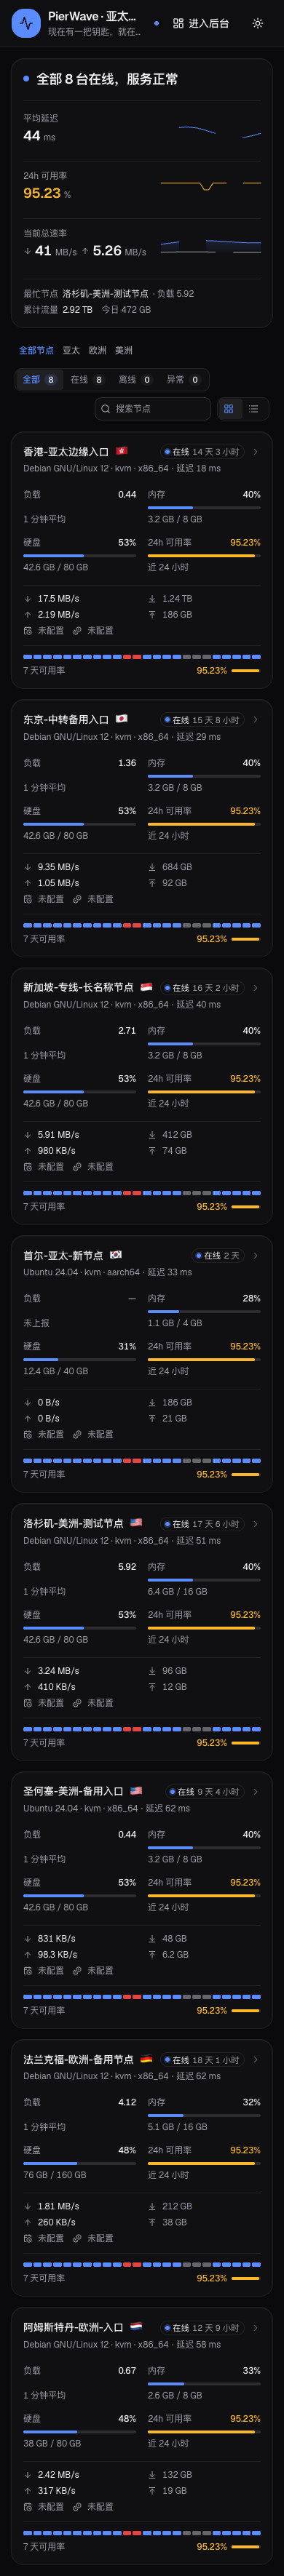 PierWave · 亚太…
现在有一把钥匙，就在…
进入后台
全部 8 台在线，服务正常
平均延迟
44 ms
24h 可用率
95.23 %
当前总速率
↓ 41 MB/s ↑ 5.26 MB/s
最忙节点 洛杉矶-美洲-测试节点 · 负载 5.92
累计流量 2.92 TB 今日 472 GB
全部节点 亚太 欧洲 美洲
全部 8 在线 8 离线 0 异常 0
搜索节点
香港-亚太边缘入口 在线 14 天 3 小时
Debian GNU/Linux 12 · kvm · x86_64 · 延迟 18 ms
负载 0.44 内存 40%
1 分钟平均 3.2 GB / 8 GB
硬盘 53% 24h 可用率 95.23%
42.6 GB / 80 GB 近 24 小时
↓ 17.5 MB/s 1.24 TB
↑ 2.19 MB/s 186 GB
未配置 未配置
7 天可用率 95.23%
东京-中转备用入口 在线 15 天 8 小时
Debian GNU/Linux 12 · kvm · x86_64 · 延迟 29 ms
负载 1.36 内存 40%
1 分钟平均 3.2 GB / 8 GB
硬盘 53% 24h 可用率 95.23%
42.6 GB / 80 GB 近 24 小时
↓ 9.35 MB/s 684 GB
↑ 1.05 MB/s 92 GB
未配置 未配置
7 天可用率 95.23%
新加坡-专线-长名称节点 在线 16 天 2 小时
Debian GNU/Linux 12 · kvm · x86_64 · 延迟 40 ms
负载 2.71 内存 40%
1 分钟平均 3.2 GB / 8 GB
硬盘 53% 24h 可用率 95.23%
42.6 GB / 80 GB 近 24 小时
↓ 5.91 MB/s 412 GB
↑ 980 KB/s 74 GB
未配置 未配置
7 天可用率 95.23%
首尔-亚太-新节点 在线 2 天
Ubuntu 24.04 · kvm · aarch64 · 延迟 33 ms
负载 — 内存 28%
未上报 1.1 GB / 4 GB
硬盘 31% 24h 可用率 95.23%
12.4 GB / 40 GB 近 24 小时
↓ 0 B/s 186 GB
↑ 0 B/s 21 GB
未配置 未配置
7 天可用率 95.23%
洛杉矶-美洲-测试节点 在线 17 天 6 小时
Debian GNU/Linux 12 · kvm · x86_64 · 延迟 51 ms
负载 5.92 内存 40%
1 分钟平均 6.4 GB / 16 GB
硬盘 53% 24h 可用率 95.23%
42.6 GB / 80 GB 近 24 小时
↓ 3.24 MB/s 96 GB
↑ 410 KB/s 12 GB
未配置 未配置
7 天可用率 95.23%
圣何塞-美洲-备用入口 在线 9 天 4 小时
Ubuntu 24.04 · kvm · x86_64 · 延迟 62 ms
负载 0.44 内存 40%
1 分钟平均 3.2 GB / 8 GB
硬盘 53% 24h 可用率 95.23%
42.6 GB / 80 GB 近 24 小时
↓ 831 KB/s 48 GB
↑ 98.3 KB/s 6.2 GB
未配置 未配置
7 天可用率 95.23%
法兰克福-欧洲-备用节点 在线 18 天 1 小时
Debian GNU/Linux 12 · kvm · x86_64 · 延迟 62 ms
负载 4.12 内存 32%
1 分钟平均 5.1 GB / 16 GB
硬盘 48% 24h 可用率 95.23%
76 GB / 160 GB 近 24 小时
↓ 1.81 MB/s 212 GB
↑ 260 KB/s 38 GB
未配置 未配置
7 天可用率 95.23%
阿姆斯特丹-欧洲-入口 在线 12 天 9 小时
Debian GNU/Linux 12 · kvm · x86_64 · 延迟 58 ms
负载 0.67 内存 33%
1 分钟平均 2.6 GB / 8 GB
硬盘 48% 24h 可用率 95.23%
38 GB / 80 GB 近 24 小时
↓ 2.42 MB/s 132 GB
↑ 317 KB/s 19 GB
未配置 未配置
7 天可用率 95.23%